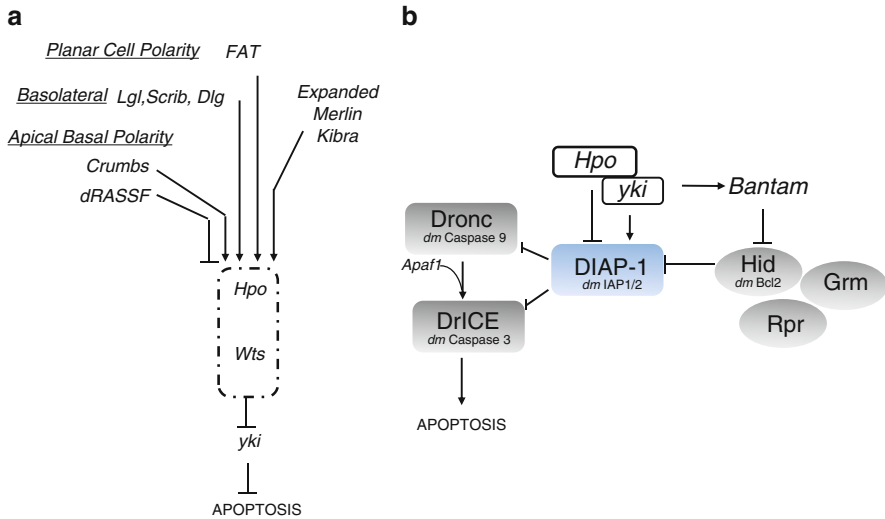 a
Planar Cell Polarity FAT
Basolateral Lgl,Scrib, Dlg
Expanded
Merlin
Kibra
Apical Basal Polarity
Crumbs
dRASSF
Hpo
Wts
yki
APOPTOSIS
b
Hpo
yki
Bantam
Dronc
dm Caspase 9
Apaf1
DIAP-1
dm IAP1/2
Hid
dm Bcl2
Grm
Rpr
DrICE
dm Caspase 3
APOPTOSIS